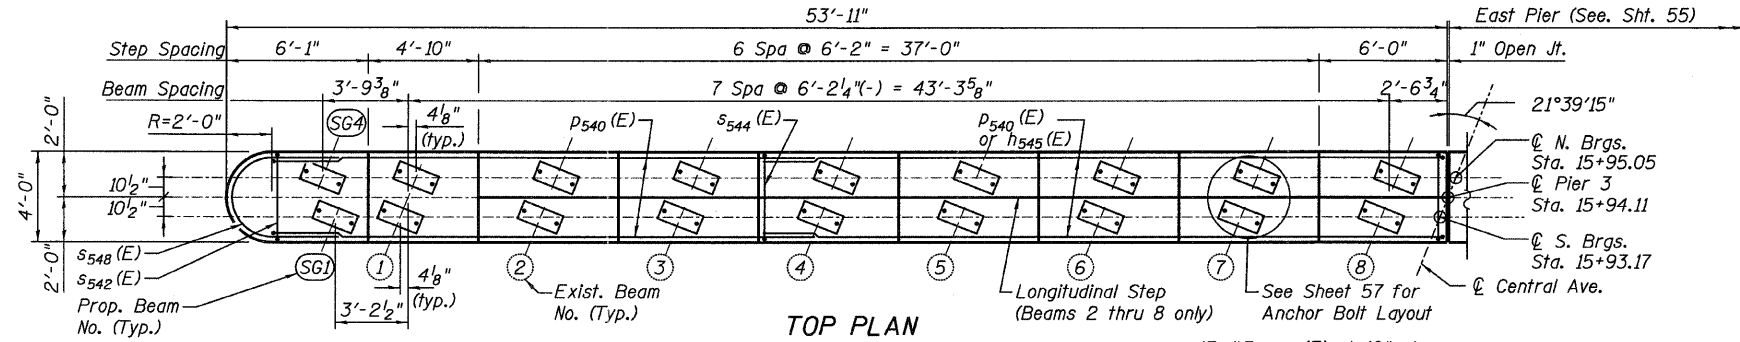 53'-11"
East Pier (See. Sht. 55)
Step Spacing
6'-1"
4'-10"
6 Spa @ 6'-2" = 37'-0"
6'-0"
1" Open Jt.
Beam Spacing
3'-9 3/8"
7 Spa @ 6'-2 1/4"(-) = 43'-3 5/8"
2'-6 3/4"
21°39'15"
2'-0"
R=2'-0"
SG4
4 1/8"
(typ.)
p540(E)
s544(E)
p540(E)
or h545(E)
℄ N. Brgs.
Sta. 15+95.05
4'-0"
10 1/2"
10 1/2"
℄ Pier 3
Sta. 15+94.11
2'-0"
s548(E)
s542(E)
℄ S. Brgs.
Sta. 15+93.17
SG1
1
2
3
4
5
6
7
8
4 1/8"
(typ.)
Prop. Beam
No. (Typ.)
3'-2 1/2"
Exist. Beam
No. (Typ.)
Longitudinal Step
(Beams 2 thru 8 only)
See Sheet 57 for
Anchor Bolt Layout
℄ Central Ave.
TOP PLAN